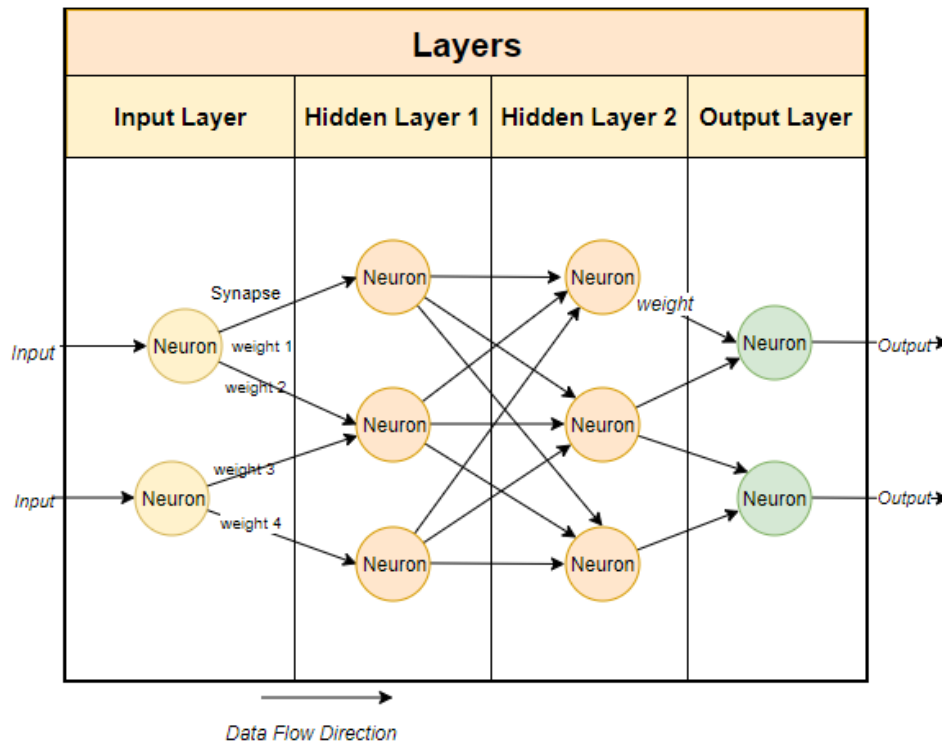 Layers
Input Layer
Hidden Layer 1
Hidden Layer 2
Output Layer
Neuron
Neuron
Synapse
weight
Input
Neuron
weight 1
Neuron
Output
weight 2
Neuron
Neuron
weight 3
Input
Neuron
Neuron
Output
weight 4
Neuron
Neuron
Data Flow Direction